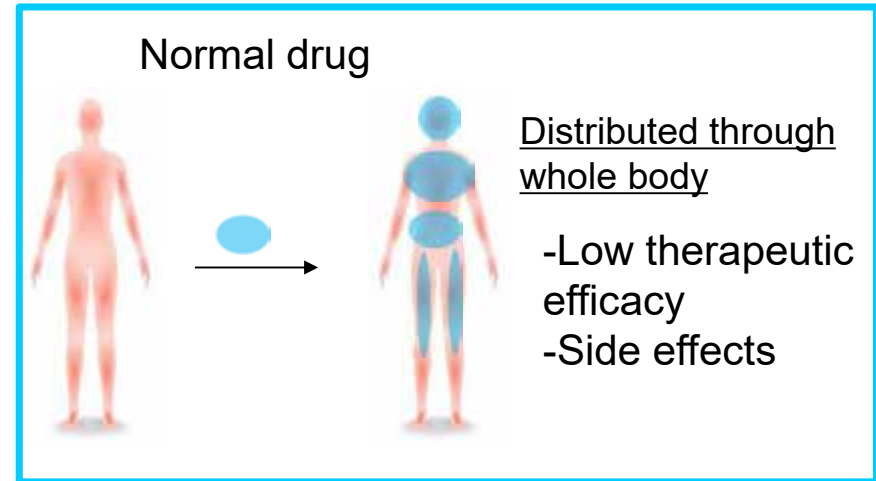 Normal drug
Distributed through
whole body
-Low therapeutic
efficacy
-Side effects